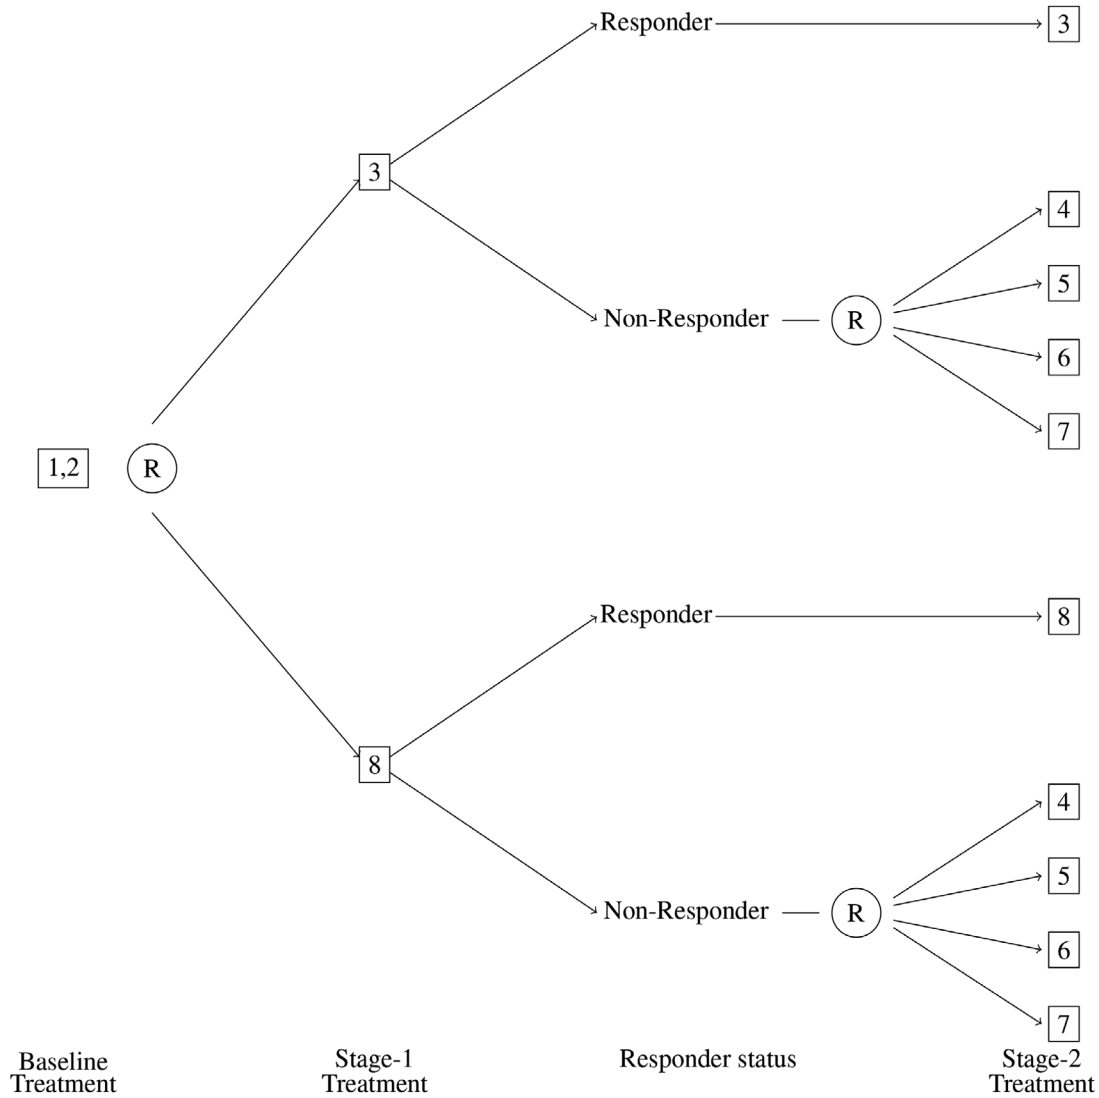 Responder
3
3
4
5
Non-Responder
R
6
7
1,2
R
Responder
8
8
4
5
Non-Responder
R
6
7
Baseline
Treatment
Stage-1
Treatment
Responder status
Stage-2
Treatment